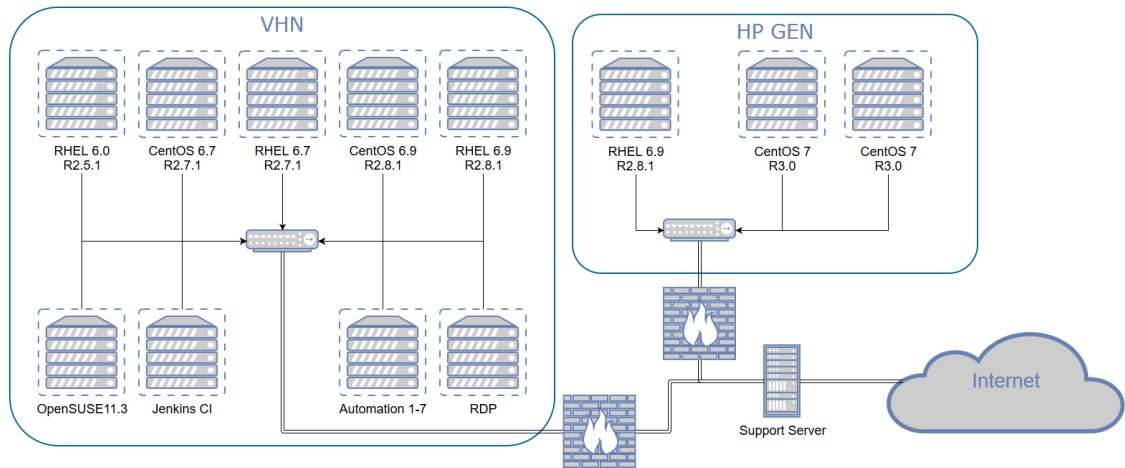 VHN
RHEL 6.0
R2.5.1
CentOS 6.7
R2.7.1
RHEL 6.7
R2.7.1
CentOS 6.9
R2.8.1
RHEL 6.9
R2.8.1
OpenSUSE11.3
Jenkins CI
Automation 1-7
RDP
HP GEN
RHEL 6.9
R2.8.1
CentOS 7
R3.0
CentOS 7
R3.0
Support Server
Internet